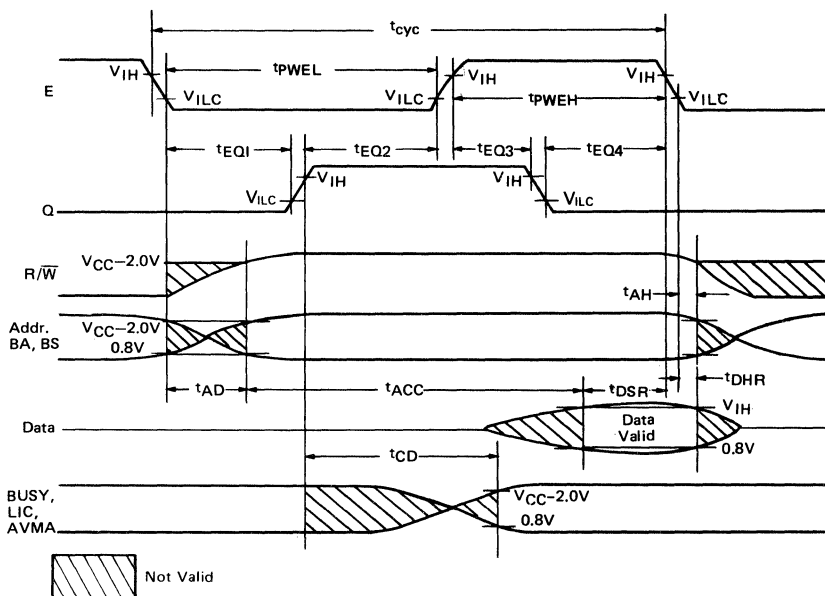 tcyc
E
VIH
tPWEL
VIH
VIH
VILC
VILC
tPWEH
VILC
tEQ1
tEQ2
tEQ3
tEQ4
Q
VILC
VIH
VIH
VILC
R/W̅
VCC–2.0V
tAH
Addr.
BA, BS
VCC–2.0V
0.8V
tAD
tACC
tDSR
tDHR
Data
Data
Valid
VIH
0.8V
tCD
BUSY,
LIC,
AVMA
VCC–2.0V
0.8V
Not Valid